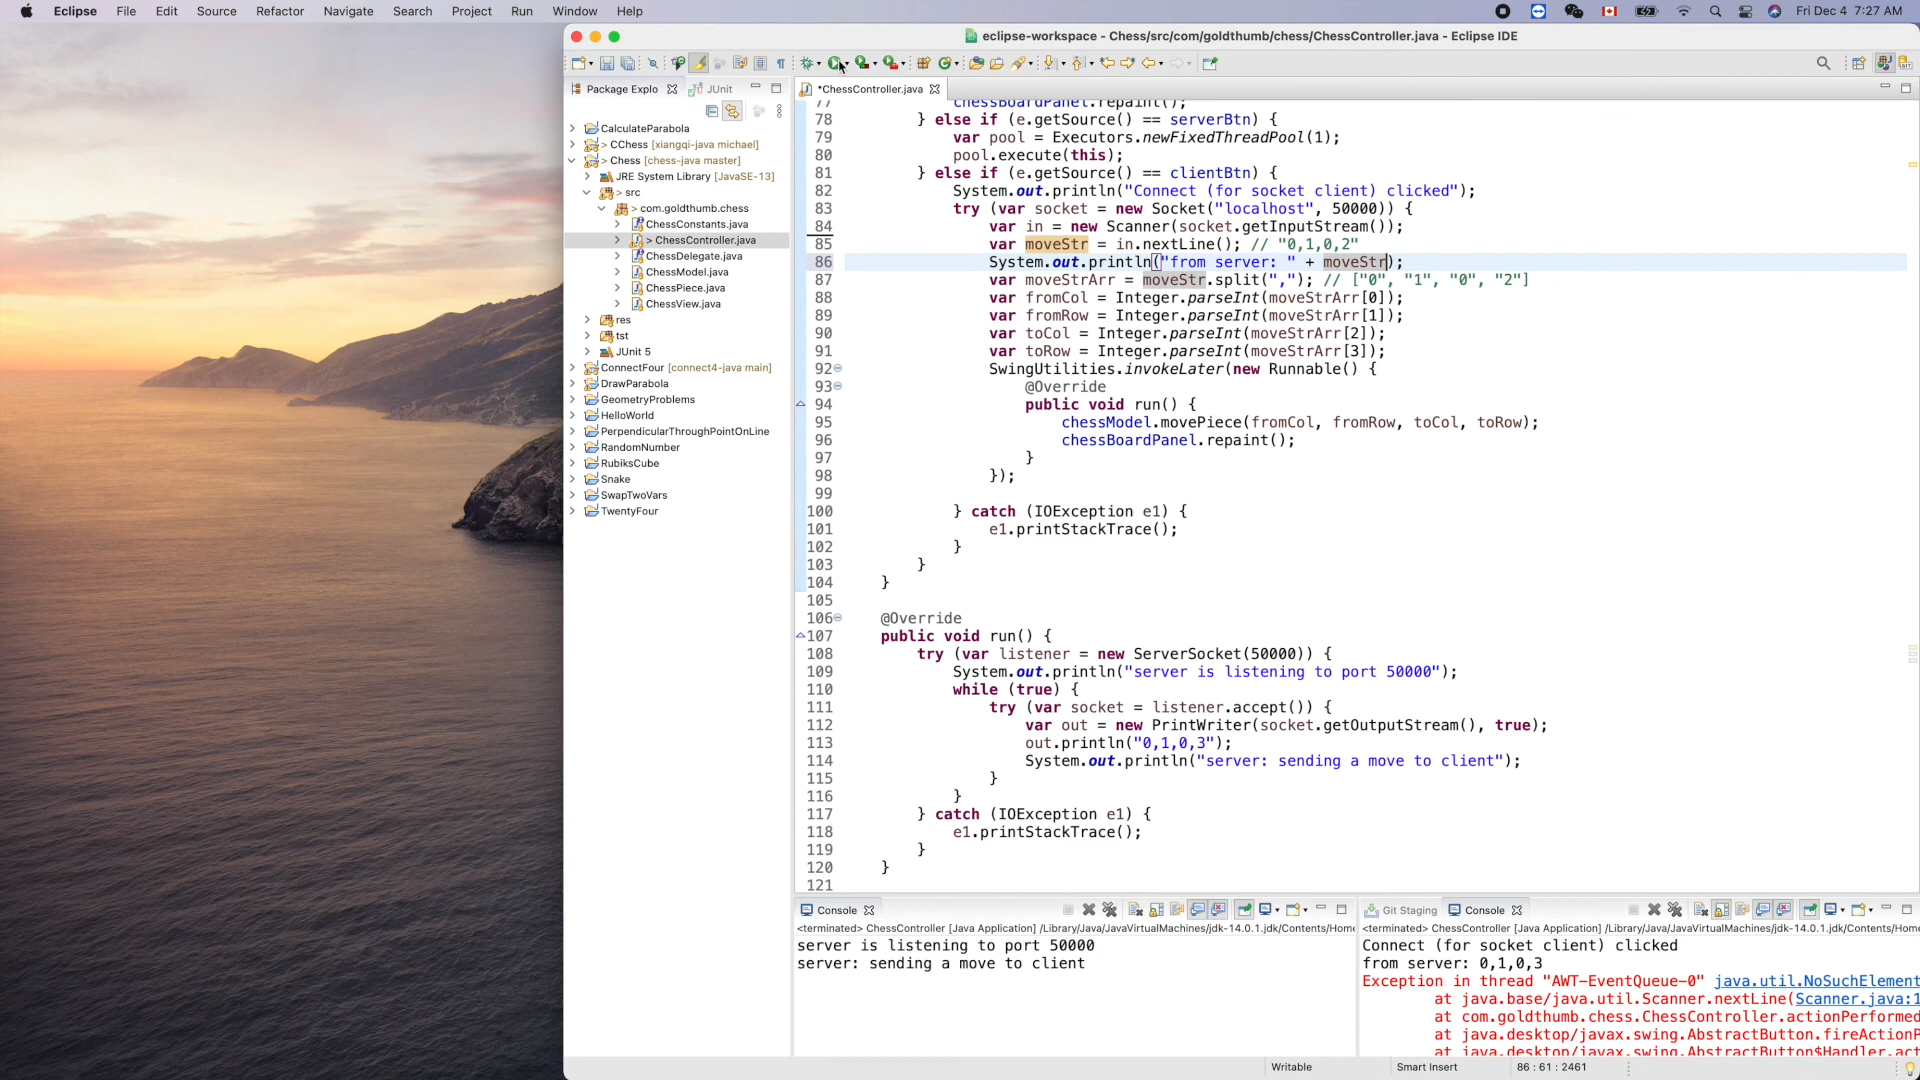 Eclipse File Edit Source Refactor Navigate Search Project Run Window Help Fri Dec 4 7:27 AM
eclipse-workspace - Chess/src/com/goldthumb/chess/ChessController.java - Eclipse IDE
Package Explo JUnit
*ChessController.java
CalculateParabola
> CChess [xiangqi-java michael]
> Chess [chess-java master]
JRE System Library [JavaSE-13]
> src
> com.goldthumb.chess
ChessConstants.java
> ChessController.java
ChessDelegate.java
ChessModel.java
ChessPiece.java
ChessView.java
res
tst
JUnit 5
ConnectFour [connect4-java main]
DrawParabola
GeometryProblems
HelloWorld
PerpendicularThroughPointOnLine
RandomNumber
RubiksCube
Snake
SwapTwoVars
TwentyFour
77 chessBoardPanel.repaint();
78 } else if (e.getSource() == serverBtn) {
79 var pool = Executors.newFixedThreadPool(1);
80 pool.execute(this);
81 } else if (e.getSource() == clientBtn) {
82 System.out.println("Connect (for socket client) clicked");
83 try (var socket = new Socket("localhost", 50000)) {
84 var in = new Scanner(socket.getInputStream());
85 var moveStr = in.nextLine(); // "0,1,0,2"
86 System.out.println("from server: " + moveStr);
87 var moveStrArr = moveStr.split(","); // ["0", "1", "0", "2"]
88 var fromCol = Integer.parseInt(moveStrArr[0]);
89 var fromRow = Integer.parseInt(moveStrArr[1]);
90 var toCol = Integer.parseInt(moveStrArr[2]);
91 var toRow = Integer.parseInt(moveStrArr[3]);
92 SwingUtilities.invokeLater(new Runnable() {
93 @Override
94 public void run() {
95 chessModel.movePiece(fromCol, fromRow, toCol, toRow);
96 chessBoardPanel.repaint();
97 }
98 });
99
100 } catch (IOException e1) {
101 e1.printStackTrace();
102 }
103 }
104 }
105
106 @Override
107 public void run() {
108 try (var listener = new ServerSocket(50000)) {
109 System.out.println("server is listening to port 50000");
110 while (true) {
111 try (var socket = listener.accept()) {
112 var out = new PrintWriter(socket.getOutputStream(), true);
113 out.println("0,1,0,3");
114 System.out.println("server: sending a move to client");
115 }
116 }
117 } catch (IOException e1) {
118 e1.printStackTrace();
119 }
120 }
121
Console
<terminated> ChessController [Java Application] /Library/Java/JavaVirtualMachines/jdk-14.0.1.jdk/Contents/Home
server is listening to port 50000
server: sending a move to client
Git Staging Console
<terminated> ChessController [Java Application] /Library/Java/JavaVirtualMachines/jdk-14.0.1.jdk/Contents/Home
Connect (for socket client) clicked
from server: 0,1,0,3
Exception in thread "AWT-EventQueue-0" java.util.NoSuchElement
at java.base/java.util.Scanner.nextLine(Scanner.java:1
at com.goldthumb.chess.ChessController.actionPerformed
at java.desktop/javax.swing.AbstractButton.fireActionP
at java.desktop/javax.swing.AbstractButton$Handler.act
Writable Smart Insert 86 : 61 : 2461